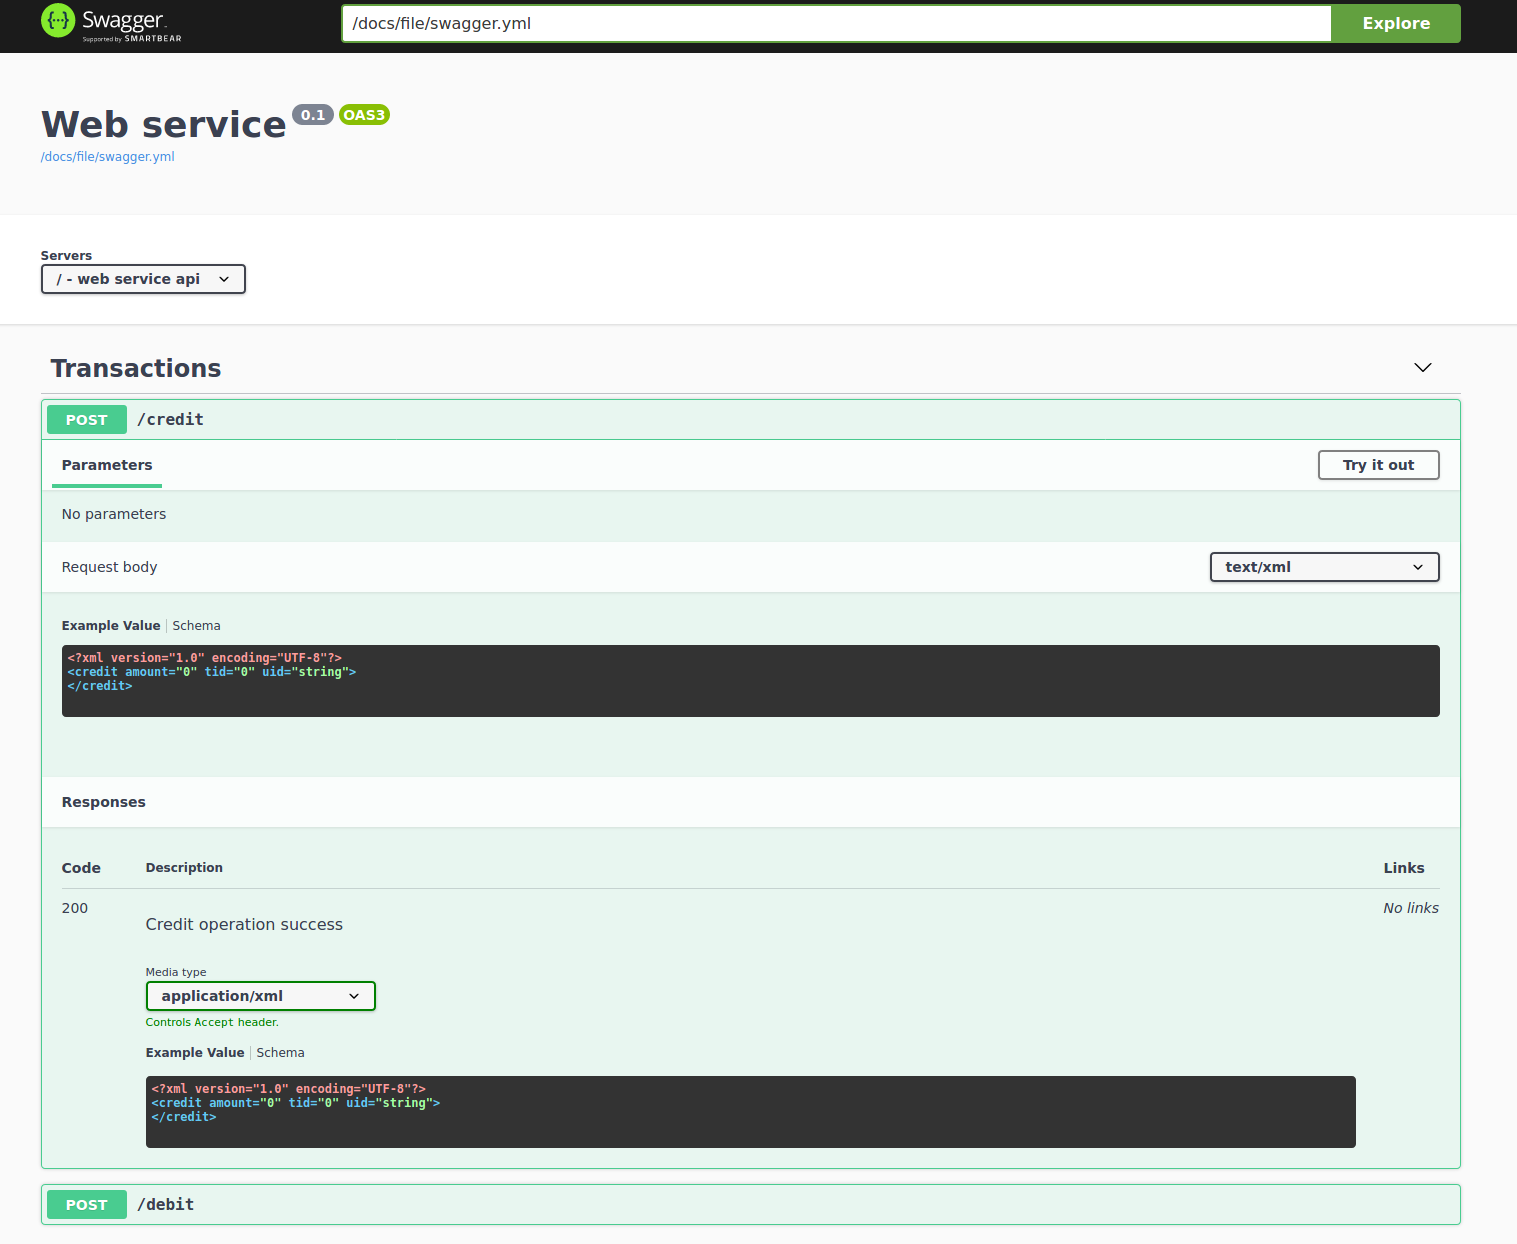 Swagger.
Supported by SMARTBEAR
/docs/file/swagger.yml
Explore
Web service 0.1 OAS3
/docs/file/swagger.yml
Servers
/ - web service api
Transactions
POST /credit
Parameters
Try it out
No parameters
Request body
text/xml
Example Value | Schema
<?xml version="1.0" encoding="UTF-8"?>
<credit amount="0" tid="0" uid="string">
</credit>
Responses
Code Description Links
200
Credit operation success
No links
Media type
application/xml
Controls Accept header.
Example Value | Schema
<?xml version="1.0" encoding="UTF-8"?>
<credit amount="0" tid="0" uid="string">
</credit>
POST /debit